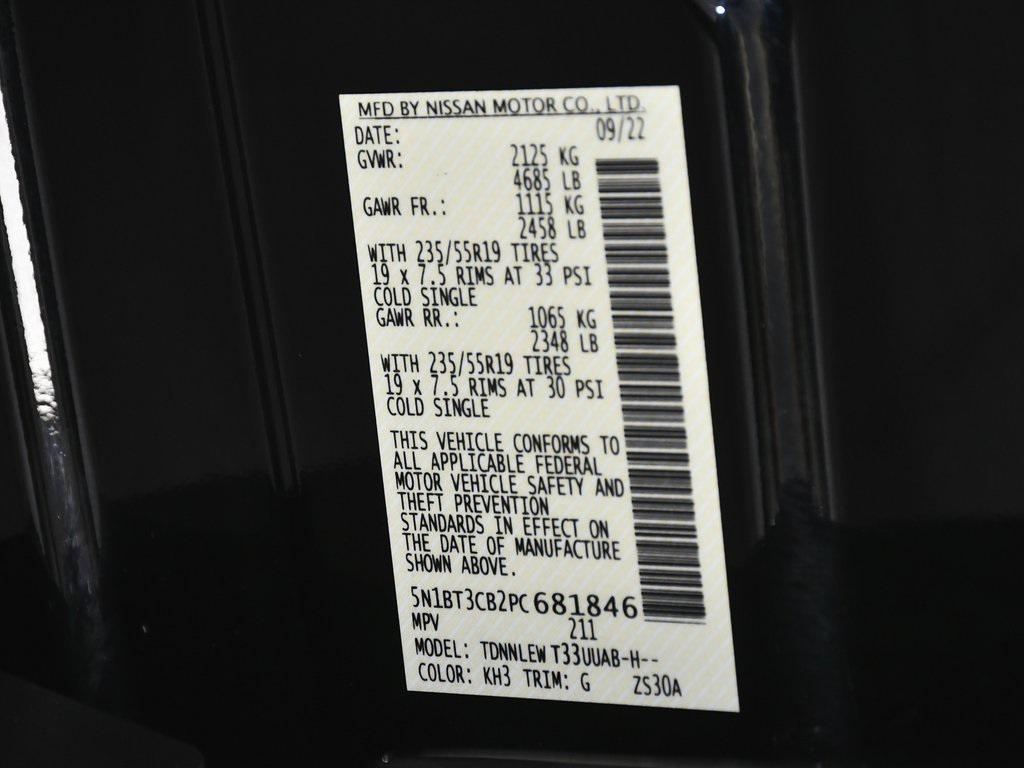 MFD BY NISSAN MOTOR CO., LTD.
DATE: 09/22
GVWR: 2125 KG
4685 LB
GAWR FR.: 1115 KG
2458 LB
WITH 235/55R19 TIRES
19 x 7.5 RIMS AT 33 PSI
COLD SINGLE
GAWR RR.: 1065 KG
2348 LB
WITH 235/55R19 TIRES
19 x 7.5 RIMS AT 30 PSI
COLD SINGLE
THIS VEHICLE CONFORMS TO
ALL APPLICABLE FEDERAL
MOTOR VEHICLE SAFETY AND
THEFT PREVENTION
STANDARDS IN EFFECT ON
THE DATE OF MANUFACTURE
SHOWN ABOVE.
5N1BT3CB2PC681846
MPV 211
MODEL: TDNNLEW T33UUAB-H--
COLOR: KH3 TRIM: G ZS30A